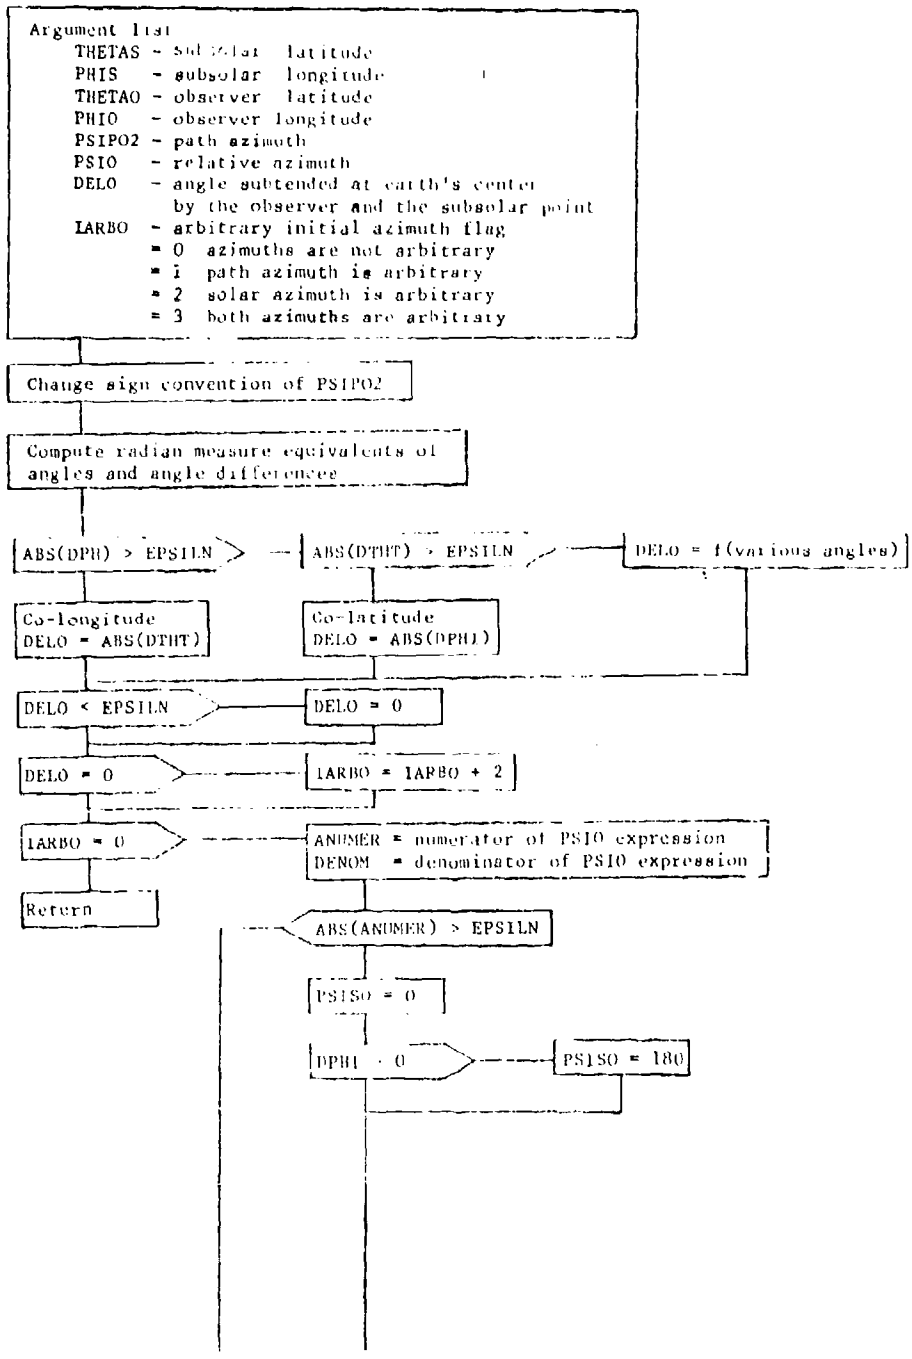 Argument list
THETAS - subsolar latitude
PHIS - subsolar longitude
THETAO - observer latitude
PHIO - observer longitude
PSIPO2 - path azimuth
PSIO - relative azimuth
DELO - angle subtended at earth's center
by the observer and the subsolar point
IARBO - arbitrary initial azimuth flag
= 0 azimuths are not arbitrary
= 1 path azimuth is arbitrary
= 2 solar azimuth is arbitrary
= 3 both azimuths are arbitrary
Change sign convention of PSIPO2
Compute radian measure equivalents of
angles and angle differences
ABS(DPH) > EPSILN
ABS(DTHT) > EPSILN
DELO = f(various angles)
Co-longitude
DELO = ABS(DTHT)
Co-latitude
DELO = ABS(DPHI)
DELO < EPSILN
DELO = 0
DELO = 0
IARBO = IARBO + 2
IARBO = 0
ANUMER = numerator of PSIO expression
DENOM = denominator of PSIO expression
Return
ABS(ANUMER) > EPSILN
PSISO = 0
DPHI 0
PSISO = 180